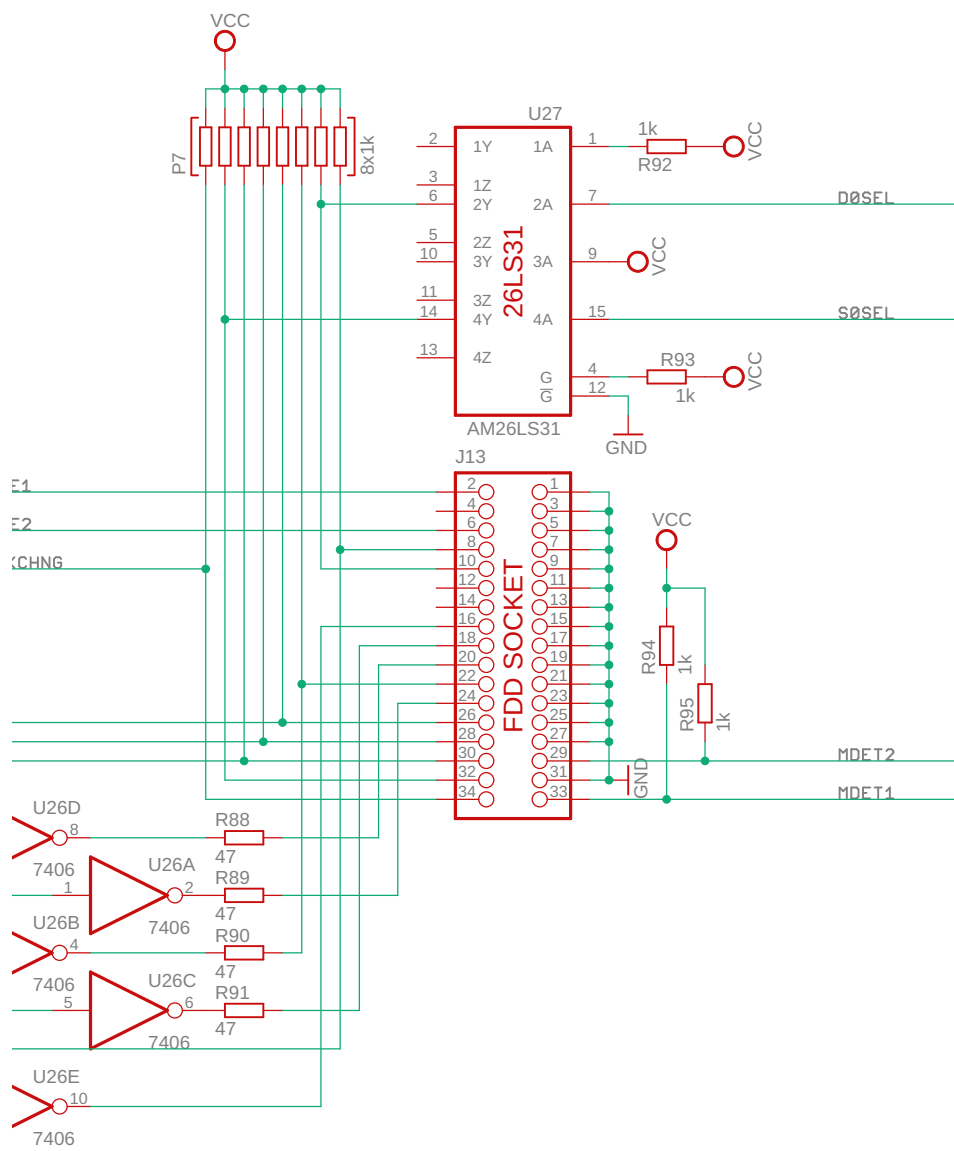 VCC
P7
8x1k
U27
26LS31
2 1Y 1A 1
3 1Z
6 2Y 2A 7
5 2Z
10 3Y 3A 9
11 3Z
14 4Y 4A 15
13 4Z
G 4
G 12
AM26LS31
1k
R92
VCC
DØSEL
VCC
SØSEL
R93
1k
VCC
GND
J13
FDD SOCKET
2 1
4 3
6 5
8 7
10 9
12 11
14 13
16 15
18 17
20 19
22 21
24 23
26 25
28 27
30 29
32 31
34 33
E1
E2
KCHNG
VCC
R94
1k
R95
1k
GND
MDET2
MDET1
U26D
8
7406
R88
47
U26A
1 2
7406
R89
47
U26B
4
7406
R90
47
U26C
5 6
7406
R91
47
U26E
10
7406